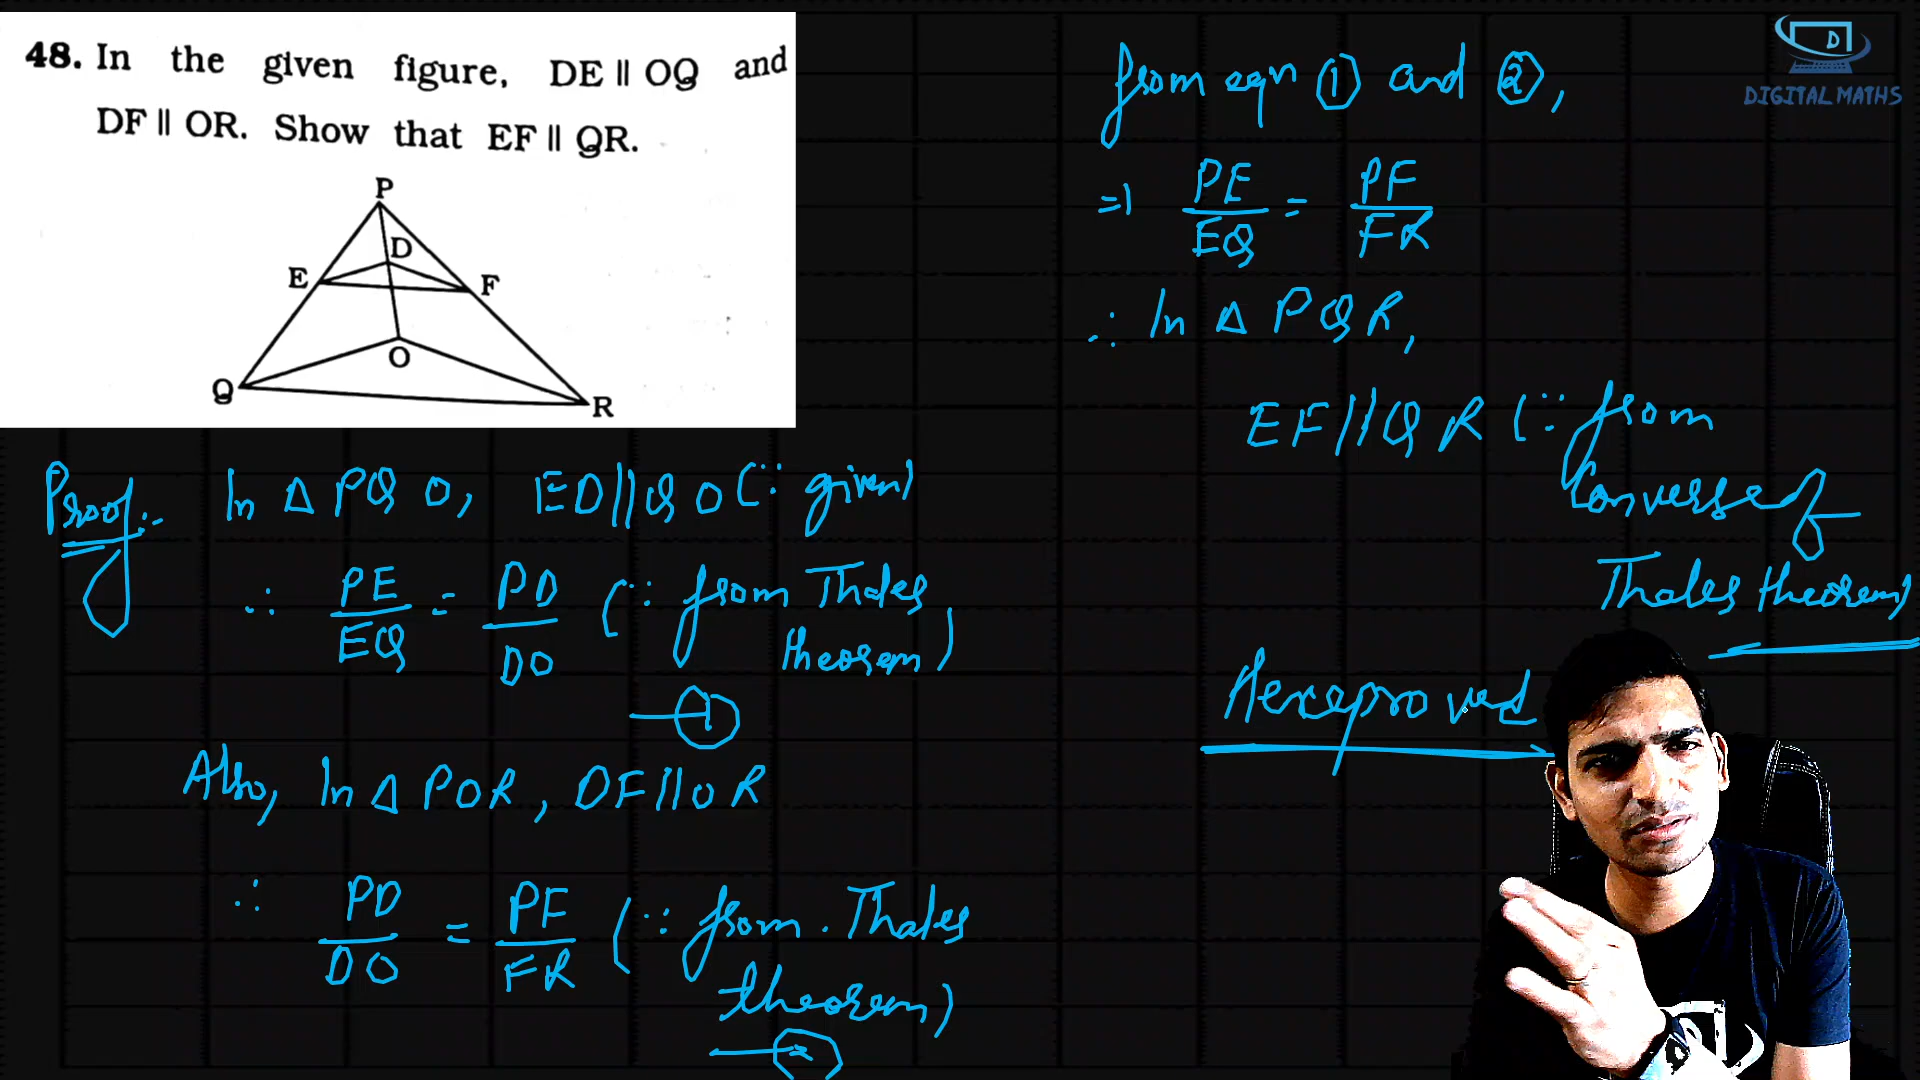 48. In the given figure, DE || OQ and
DF || OR. Show that EF || QR.
P
D
E
F
O
Q
R
Proof:-
In Δ PQO, ED||QO (∵ given)
∴ PE/EQ = PD/DO (∵ from Thales
theorem)
—①
Also, In Δ POR, DF||OR
∴ PD/DO = PF/FR (∵ from Thales
theorem)
—②
from eqn ① and ②,
⇒ PE/EQ = PF/FR
∴ In Δ PQR,
EF||QR (∵ from
Converse of
Thales theorem)
Hence proved
D
DIGITAL MATHS